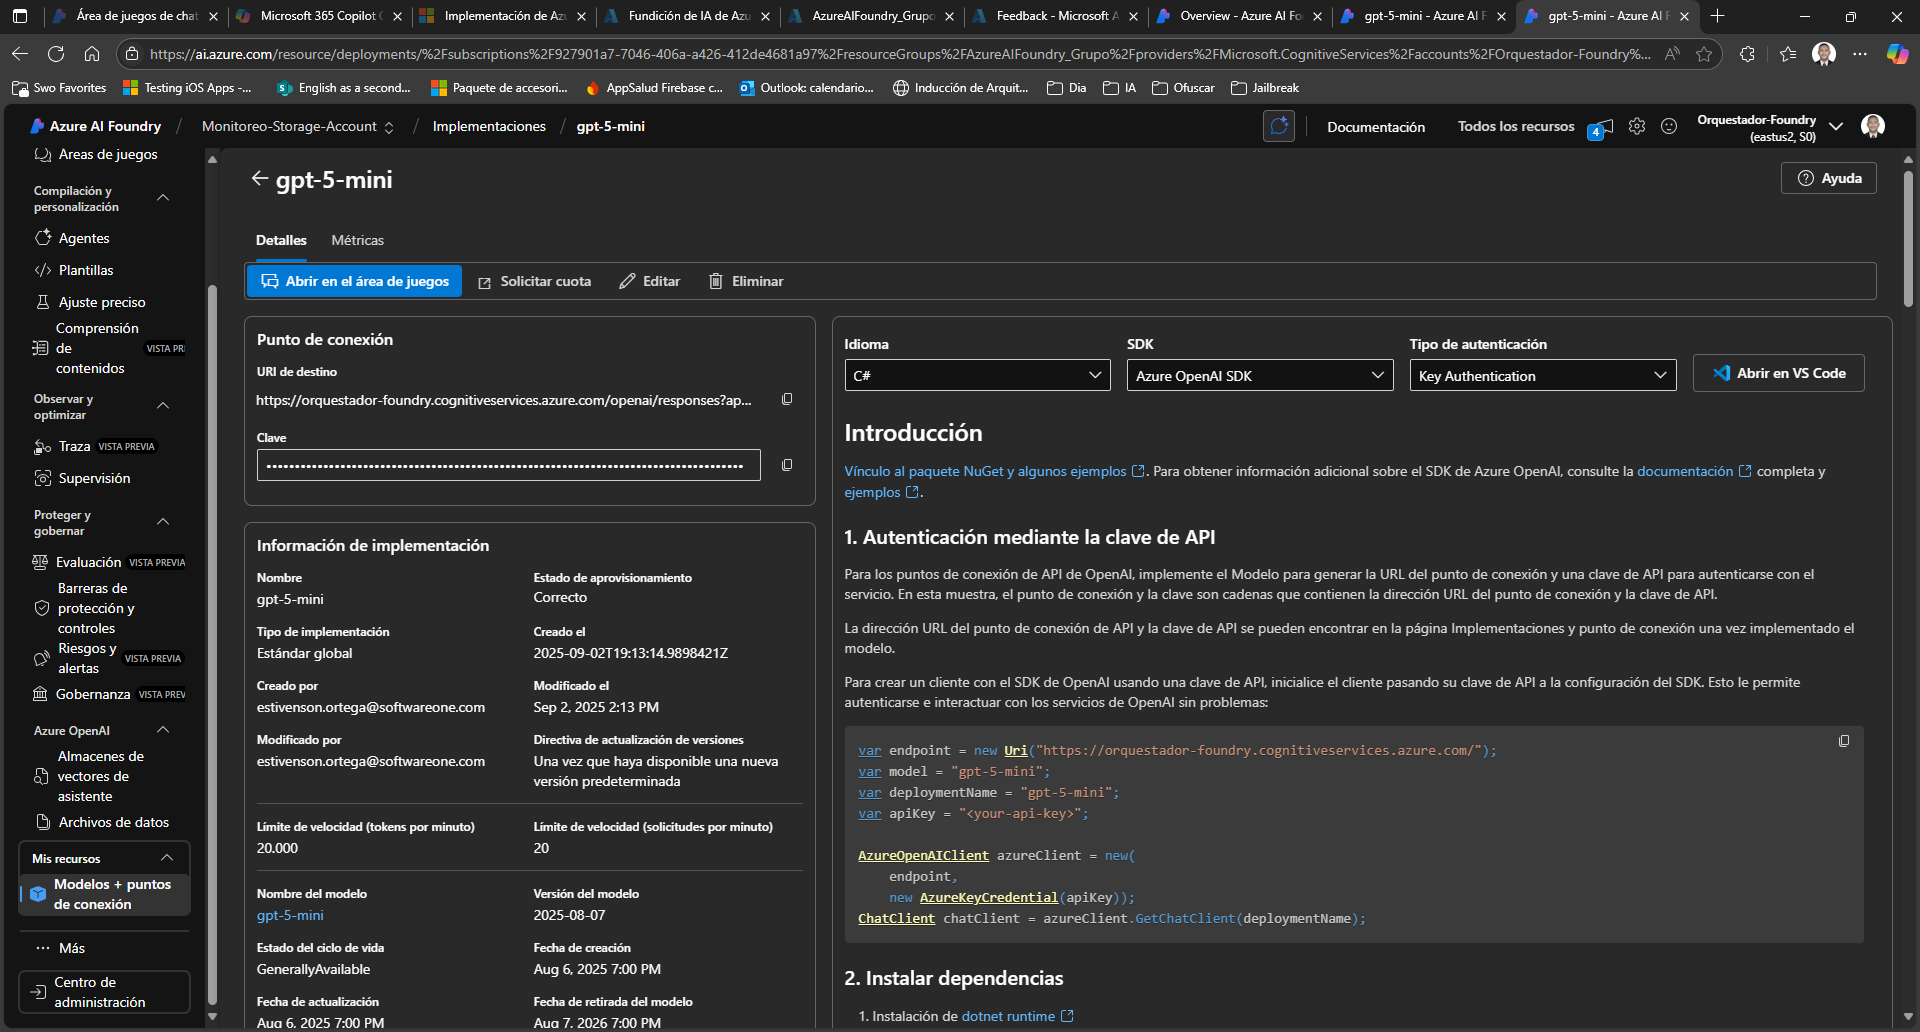 Área de juegos de chat
Microsoft 365 Copilot
Implementación de Az
Fundición de IA de Azu
AzureAIFoundry_Grupo
Feedback - Microsoft A
Overview - Azure AI Fo
gpt-5-mini - Azure AI F
gpt-5-mini - Azure AI F
https://ai.azure.com/resource/deployments/%2Fsubscriptions%2F927901a7-7046-406a-a426-412de4681a97%2FresourceGroups%2FAzureAIFoundry_Grupo%2Fproviders%2FMicrosoft.CognitiveServices%2Faccounts%2FOrquestador-Foundry%...
Swo Favorites
Testing iOS Apps -...
English as a second...
Paquete de accesori...
AppSalud Firebase c...
Outlook: calendario...
Inducción de Arquit...
Dia
IA
Ofuscar
Jailbreak
Azure AI Foundry / Monitoreo-Storage-Account / Implementaciones / gpt-5-mini
Documentación
Todos los recursos
4
Orquestador-Foundry
(eastus2, S0)
Áreas de juegos
Compilación y
personalización
Agentes
Plantillas
Ajuste preciso
Comprensión
de
contenidos
VISTA PR
Observar y
optimizar
Traza VISTA PREVIA
Supervisión
Proteger y
gobernar
Evaluación VISTA PREVIA
Barreras de
protección y
controles
Riesgos y
alertas
VISTA PREVIA
Gobernanza VISTA PREV
Azure OpenAI
Almacenes de
vectores de
asistente
Archivos de datos
Mis recursos
Modelos + puntos
de conexión
Más
Centro de
administración
gpt-5-mini
Ayuda
Detalles
Métricas
Abrir en el área de juegos
Solicitar cuota
Editar
Eliminar
Punto de conexión
URI de destino
https://orquestador-foundry.cognitiveservices.azure.com/openai/responses?ap...
Clave
Información de implementación
Nombre
gpt-5-mini
Estado de aprovisionamiento
Correcto
Tipo de implementación
Estándar global
Creado el
2025-09-02T19:13:14.9898421Z
Creado por
estivenson.ortega@softwareone.com
Modificado el
Sep 2, 2025 2:13 PM
Modificado por
estivenson.ortega@softwareone.com
Directiva de actualización de versiones
Una vez que haya disponible una nueva
versión predeterminada
Límite de velocidad (tokens por minuto)
20.000
Límite de velocidad (solicitudes por minuto)
20
Nombre del modelo
gpt-5-mini
Versión del modelo
2025-08-07
Estado del ciclo de vida
GenerallyAvailable
Fecha de creación
Aug 6, 2025 7:00 PM
Fecha de actualización
Aug 6, 2025 7:00 PM
Fecha de retirada del modelo
Aug 7, 2026 7:00 PM
Idioma
C#
SDK
Azure OpenAI SDK
Tipo de autenticación
Key Authentication
Abrir en VS Code
Introducción
Vínculo al paquete NuGet y algunos ejemplos. Para obtener información adicional sobre el SDK de Azure OpenAI, consulte la documentación completa y
ejemplos.
1. Autenticación mediante la clave de API
Para los puntos de conexión de API de OpenAI, implemente el Modelo para generar la URL del punto de conexión y una clave de API para autenticarse con el
servicio. En esta muestra, el punto de conexión y la clave son cadenas que contienen la dirección URL del punto de conexión y la clave de API.
La dirección URL del punto de conexión de API y la clave de API se pueden encontrar en la página Implementaciones y punto de conexión una vez implementado el
modelo.
Para crear un cliente con el SDK de OpenAI usando una clave de API, inicialice el cliente pasando su clave de API a la configuración del SDK. Esto le permite
autenticarse e interactuar con los servicios de OpenAI sin problemas:
var endpoint = new Uri("https://orquestador-foundry.cognitiveservices.azure.com/");
var model = "gpt-5-mini";
var deploymentName = "gpt-5-mini";
var apiKey = "<your-api-key>";
AzureOpenAIClient azureClient = new(
endpoint,
new AzureKeyCredential(apiKey));
ChatClient chatClient = azureClient.GetChatClient(deploymentName);
2. Instalar dependencias
1. Instalación de dotnet runtime